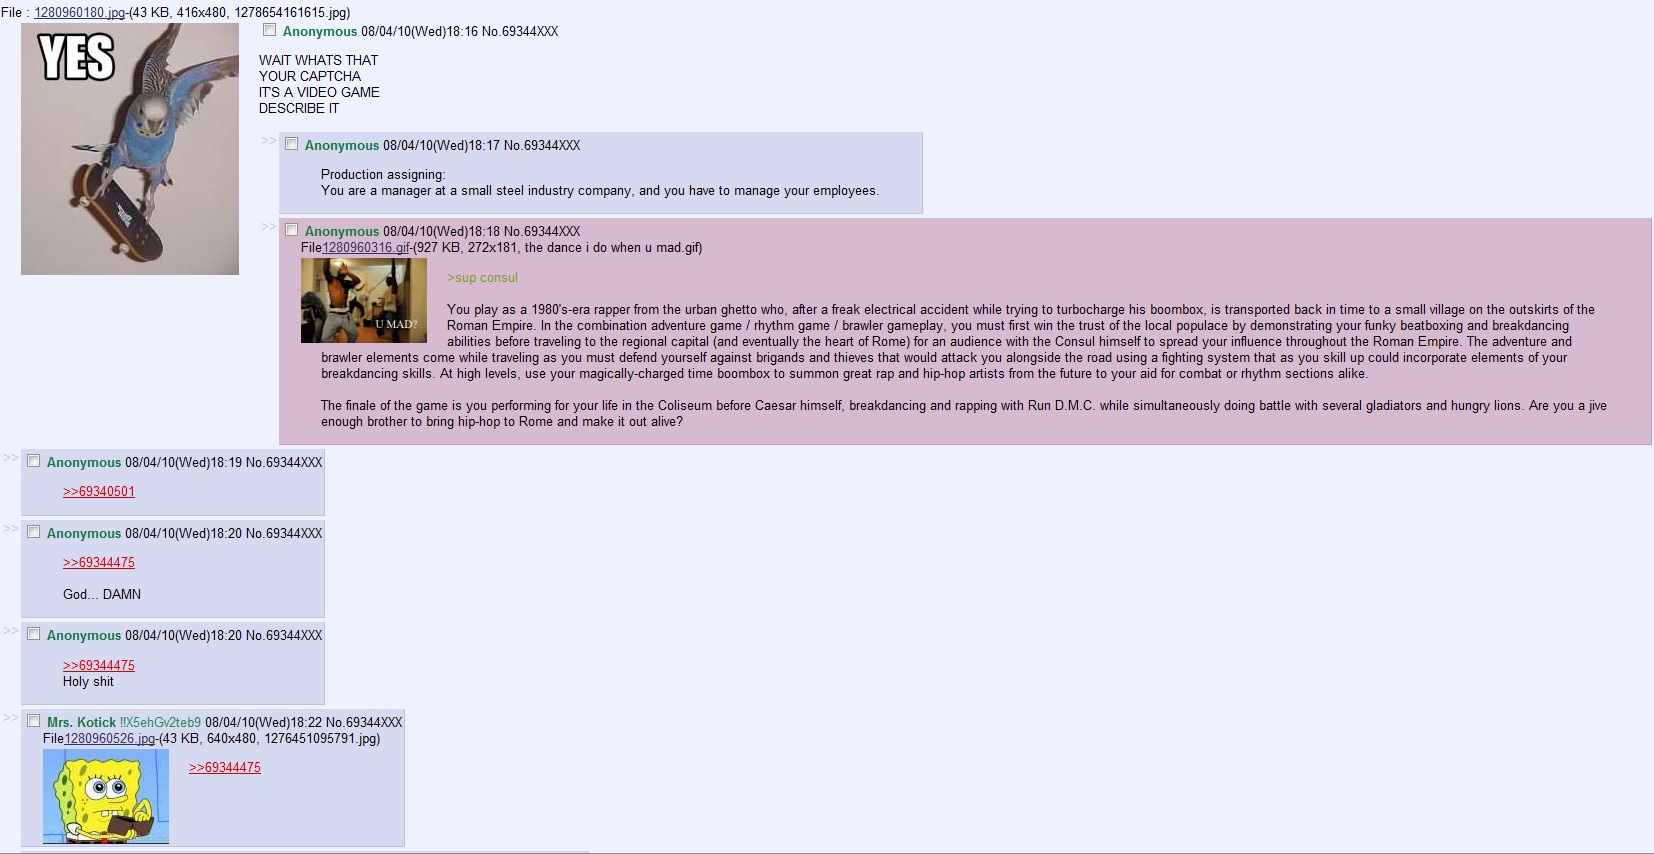 File : 1280960180.jpg-(43 KB, 416x480, 1278654161615.jpg)
YES
Anonymous 08/04/10(Wed)18:16 No.69344XXX
WAIT WHATS THAT
YOUR CAPTCHA
IT'S A VIDEO GAME
DESCRIBE IT
>> Anonymous 08/04/10(Wed)18:17 No.69344XXX
Production assigning:
You are a manager at a small steel industry company, and you have to manage your employees.
>> Anonymous 08/04/10(Wed)18:18 No.69344XXX
File1280960316.gif-(927 KB, 272x181, the dance i do when u mad.gif)
U MAD?
>sup consul
You play as a 1980's-era rapper from the urban ghetto who, after a freak electrical accident while trying to turbocharge his boombox, is transported back in time to a small village on the outskirts of the
Roman Empire. In the combination adventure game / rhythm game / brawler gameplay, you must first win the trust of the local populace by demonstrating your funky beatboxing and breakdancing
abilities before traveling to the regional capital (and eventually the heart of Rome) for an audience with the Consul himself to spread your influence throughout the Roman Empire. The adventure and
brawler elements come while traveling as you must defend yourself against brigands and thieves that would attack you alongside the road using a fighting system that as you skill up could incorporate elements of your
breakdancing skills. At high levels, use your magically-charged time boombox to summon great rap and hip-hop artists from the future to your aid for combat or rhythm sections alike.
The finale of the game is you performing for your life in the Coliseum before Caesar himself, breakdancing and rapping with Run D.M.C. while simultaneously doing battle with several gladiators and hungry lions. Are you a jive
enough brother to bring hip-hop to Rome and make it out alive?
>> Anonymous 08/04/10(Wed)18:19 No.69344XXX
>>69340501
>> Anonymous 08/04/10(Wed)18:20 No.69344XXX
>>69344475
God... DAMN
>> Anonymous 08/04/10(Wed)18:20 No.69344XXX
>>69344475
Holy shit
>> Mrs. Kotick !!X5ehGv2teb9 08/04/10(Wed)18:22 No.69344XXX
File1280960526.jpg-(43 KB, 640x480, 1276451095791.jpg)
>>69344475